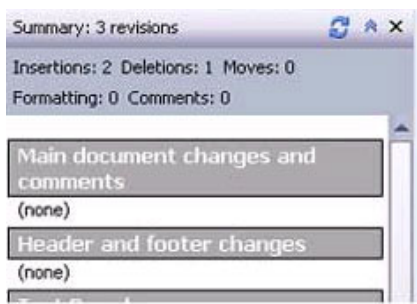 Summary: 3 revisions
Insertions: 2 Deletions: 1 Moves: 0
Formatting: 0 Comments: 0
Main document changes and
comments
(none)
Header and footer changes
(none)